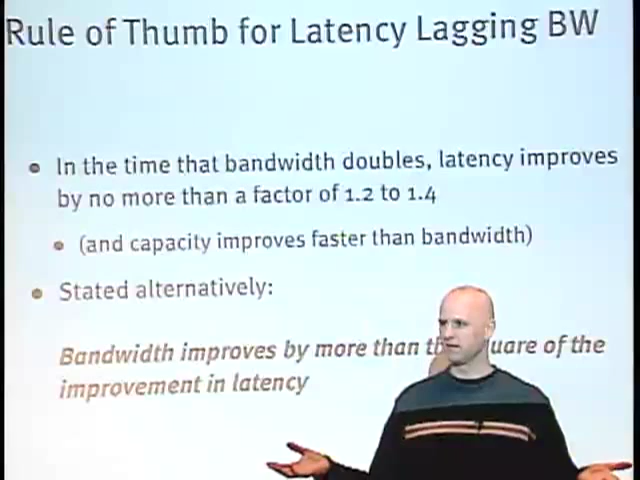 Rule of Thumb for Latency Lagging BW
In the time that bandwidth doubles, latency improves
by no more than a factor of 1.2 to 1.4
(and capacity improves faster than bandwidth)
Stated alternatively:
Bandwidth improves by more than of the
improvement in latency